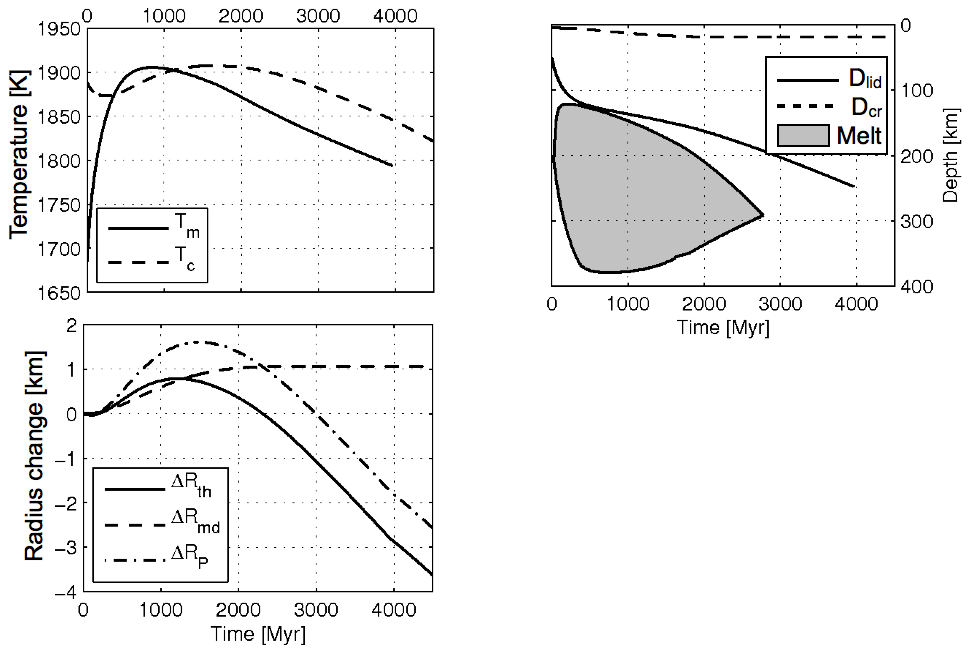 0 1000 2000 3000 4000
1950
1900
1850
1800
1750
1700
1650
Temperature [K]
T_m
T_c
0
100
200
300
400
Depth [km]
D_lid
D_cr
Melt
0 1000 2000 3000 4000
Time [Myr]
2
1
0
−1
−2
−3
−4
Radius change [km]
ΔR_th
ΔR_md
ΔR_P
0 1000 2000 3000 4000
Time [Myr]